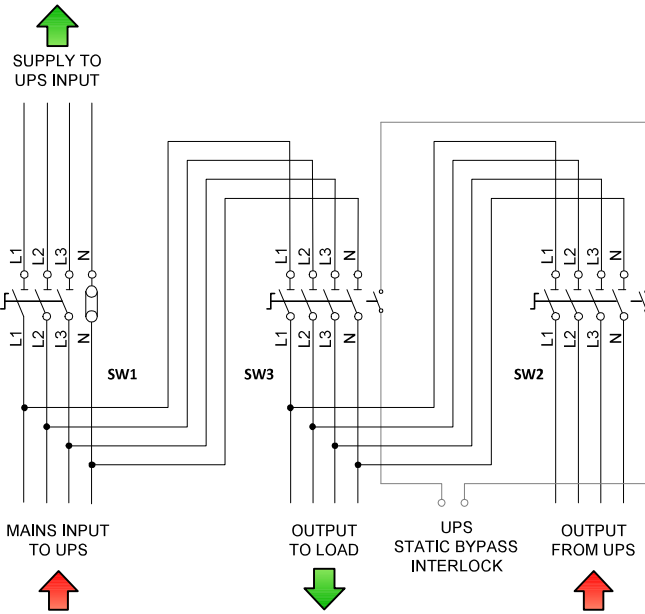 SUPPLY TO
UPS INPUT
L1 L2 L3 N
L1 L2 L3 N
L1 L2 L3 N
L1 L2 L3 N
L1 L2 L3 N
L1 L2 L3 N
SW1
SW3
SW2
MAINS INPUT
TO UPS
OUTPUT
TO LOAD
UPS
STATIC BYPASS
INTERLOCK
OUTPUT
FROM UPS